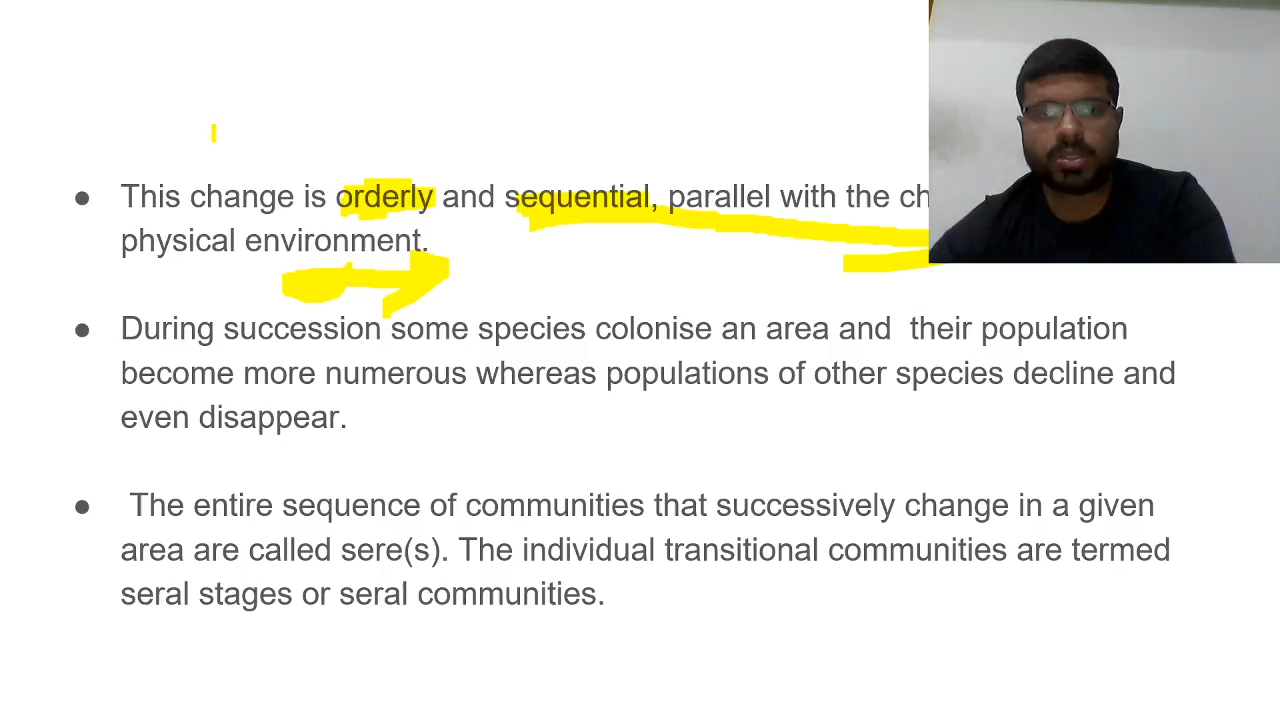 ● This change is orderly and sequential, parallel with the
physical environment.
● During succession some species colonise an area and  their population
become more numerous whereas populations of other species decline and
even disappear.
●  The entire sequence of communities that successively change in a given
area are called sere(s). The individual transitional communities are termed
seral stages or seral communities.